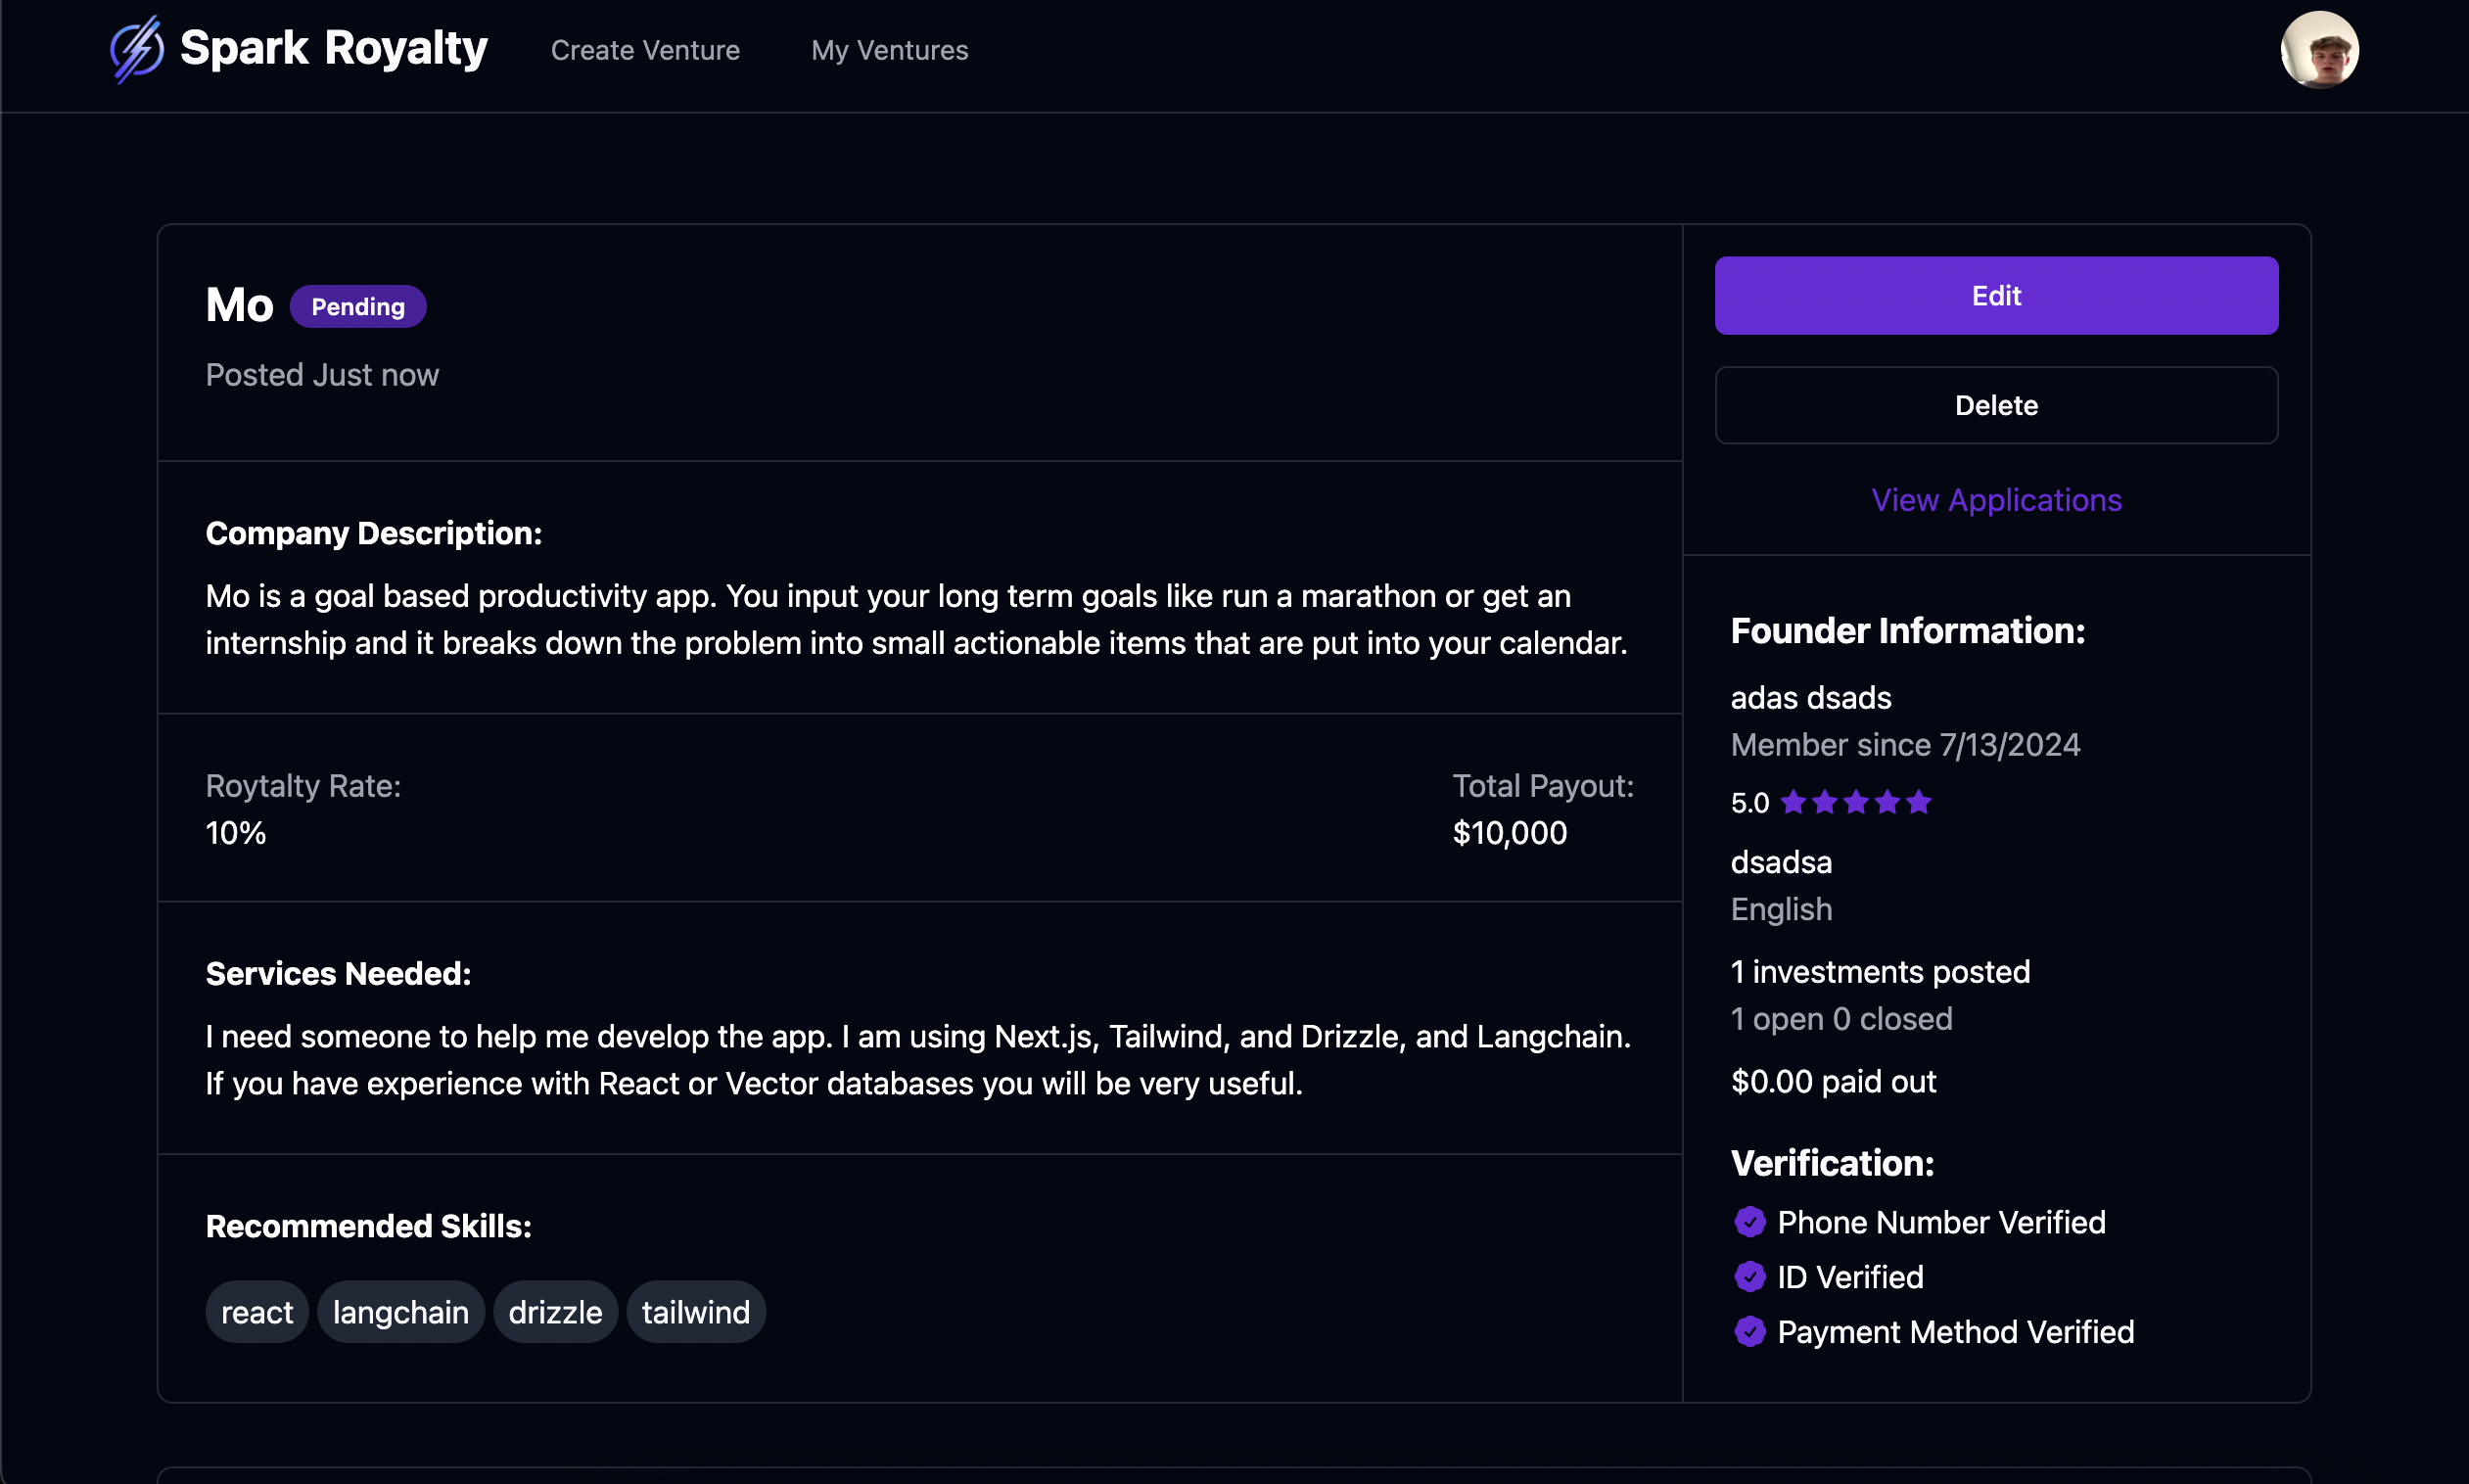 Spark Royalty
Create Venture
My Ventures
Mo
Pending
Posted Just now
Company Description:
Mo is a goal based productivity app. You input your long term goals like run a marathon or get an
internship and it breaks down the problem into small actionable items that are put into your calendar.
Roytalty Rate:
10%
Total Payout:
$10,000
Services Needed:
I need someone to help me develop the app. I am using Next.js, Tailwind, and Drizzle, and Langchain.
If you have experience with React or Vector databases you will be very useful.
Recommended Skills:
react
langchain
drizzle
tailwind
Edit
Delete
View Applications
Founder Information:
adas dsads
Member since 7/13/2024
5.0
dsadsa
English
1 investments posted
1 open 0 closed
$0.00 paid out
Verification:
Phone Number Verified
ID Verified
Payment Method Verified